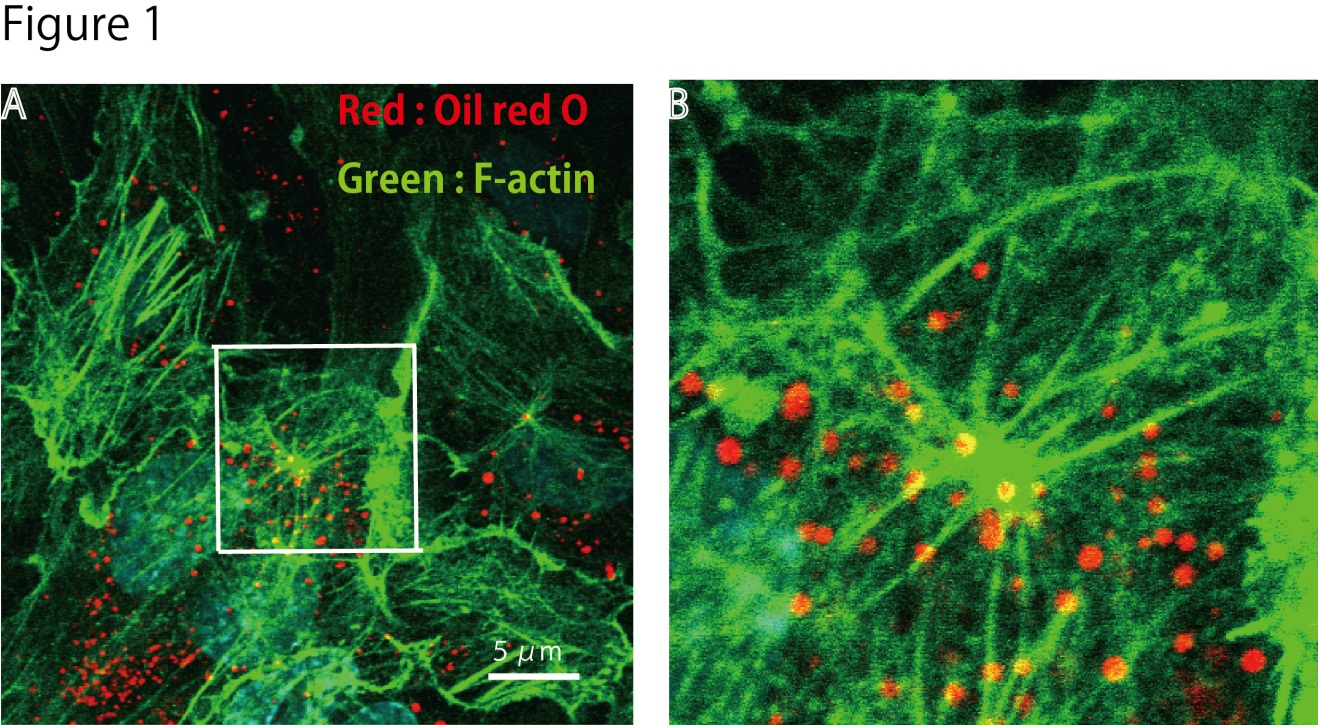 Figure 1
A
Red : Oil red O
Green : F-actin
5 μm
B